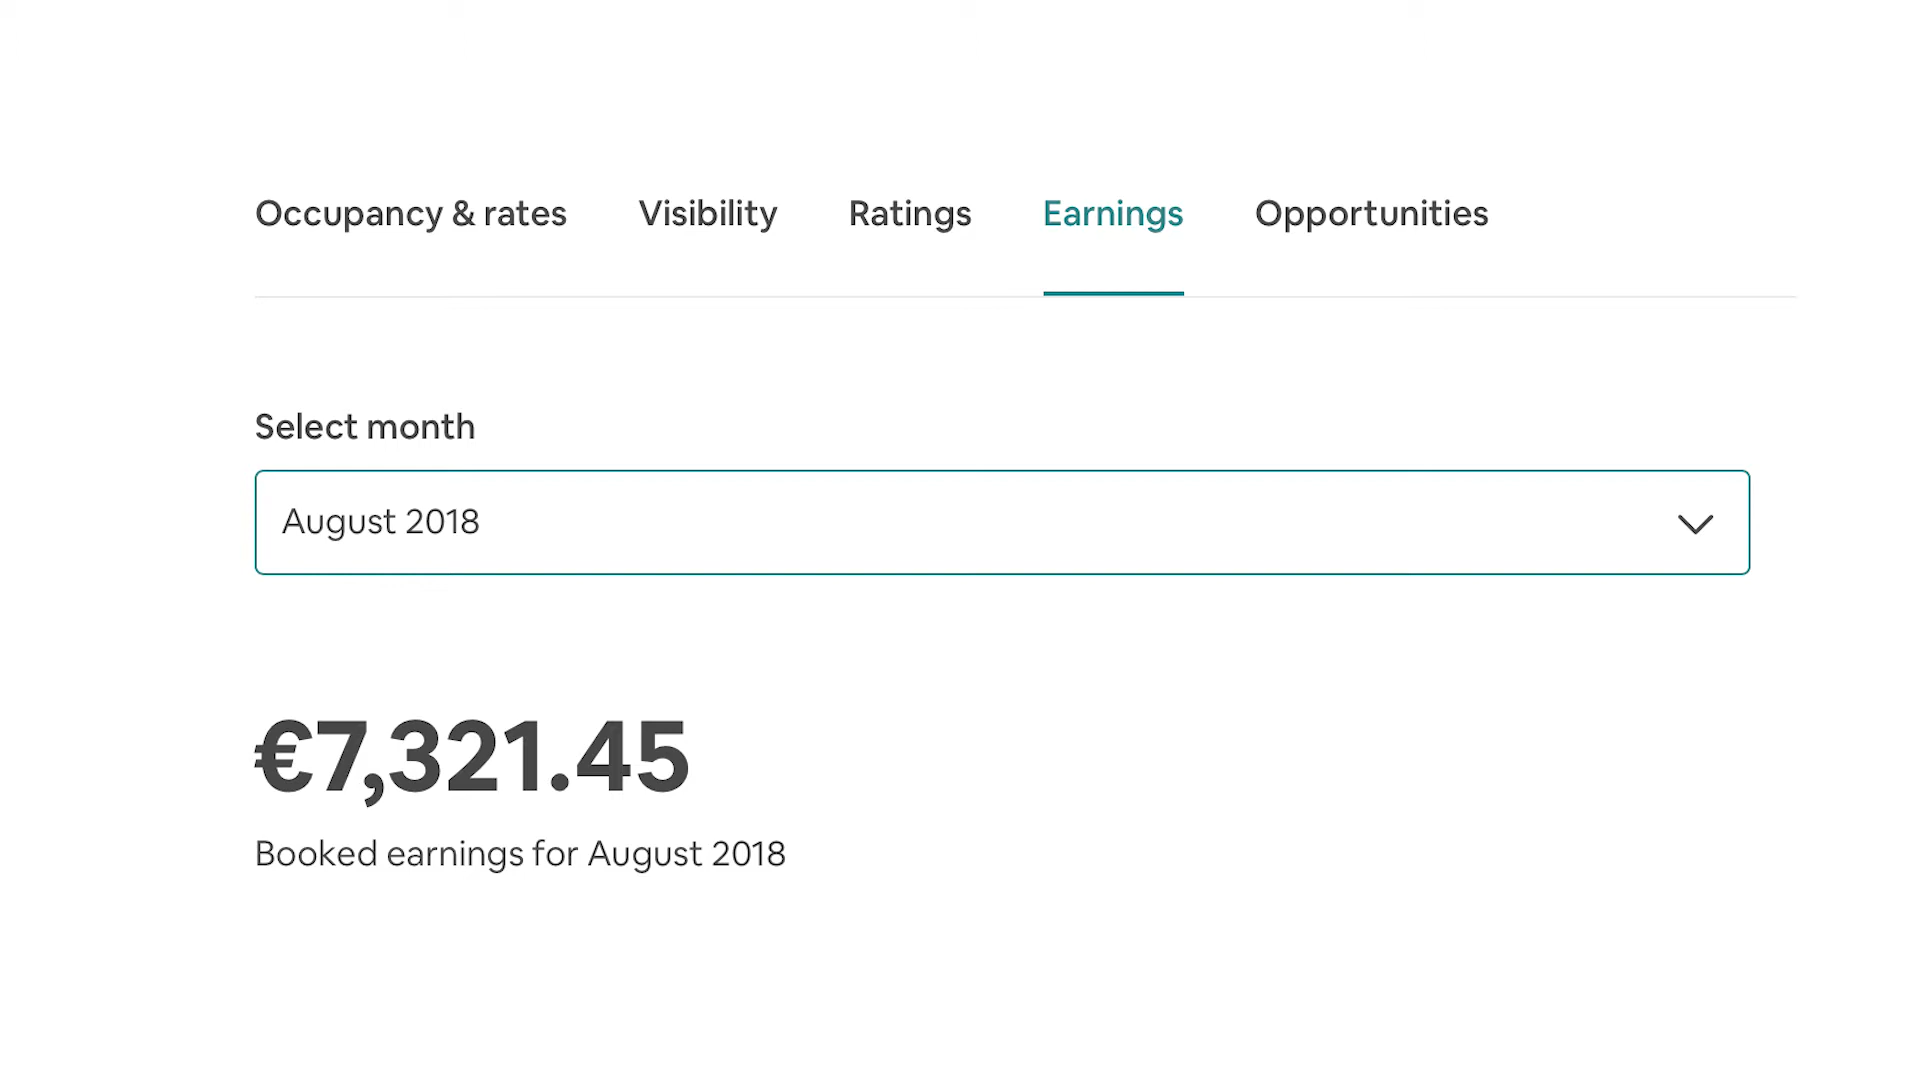 Occupancy & rates Visibility Ratings Earnings Opportunities
Select month
August 2018
€7,321.45
Booked earnings for August 2018